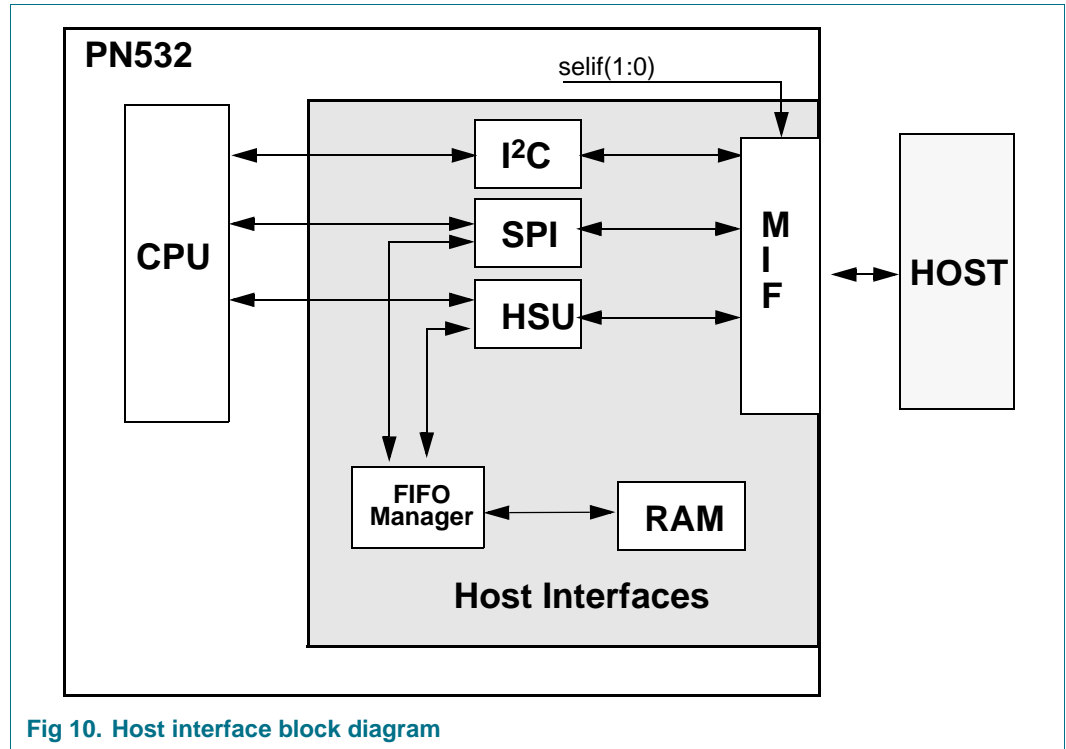 PN532
selif(1:0)
I²C
SPI
HSU
CPU
M
I
F
HOST
FIFO
Manager
RAM
Host Interfaces
Fig 10. Host interface block diagram